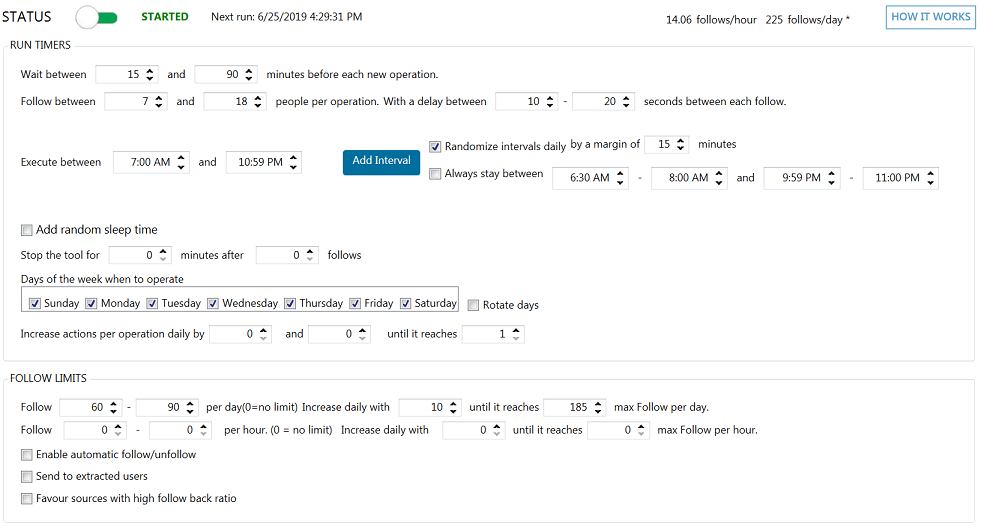 STATUS STARTED Next run: 6/25/2019 4:29:31 PM 14.06 follows/hour 225 follows/day * HOW IT WORKS
RUN TIMERS
Wait between 15 and 90 minutes before each new operation.
Follow between 7 and 18 people per operation. With a delay between 10 - 20 seconds between each follow.
Randomize intervals daily by a margin of 15 minutes
Execute between 7:00 AM and 10:59 PM Add Interval
Always stay between 6:30 AM - 8:00 AM and 9:59 PM - 11:00 PM
Add random sleep time
Stop the tool for 0 minutes after 0 follows
Days of the week when to operate
Sunday Monday Tuesday Wednesday Thursday Friday Saturday Rotate days
Increase actions per operation daily by 0 and 0 until it reaches 1
FOLLOW LIMITS
Follow 60 - 90 per day(0=no limit) Increase daily with 10 until it reaches 185 max Follow per day.
Follow 0 - 0 per hour. (0 = no limit) Increase daily with 0 until it reaches 0 max Follow per hour.
Enable automatic follow/unfollow
Send to extracted users
Favour sources with high follow back ratio